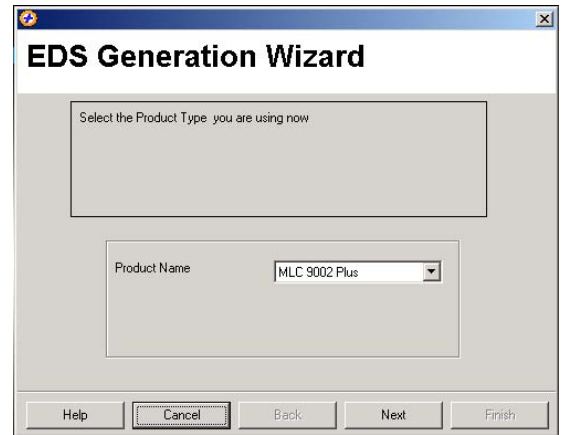 EDS Generation Wizard
Select the Product Type you are using now
Product Name
MLC 9002 Plus
Help
Cancel
Back
Next
Finish